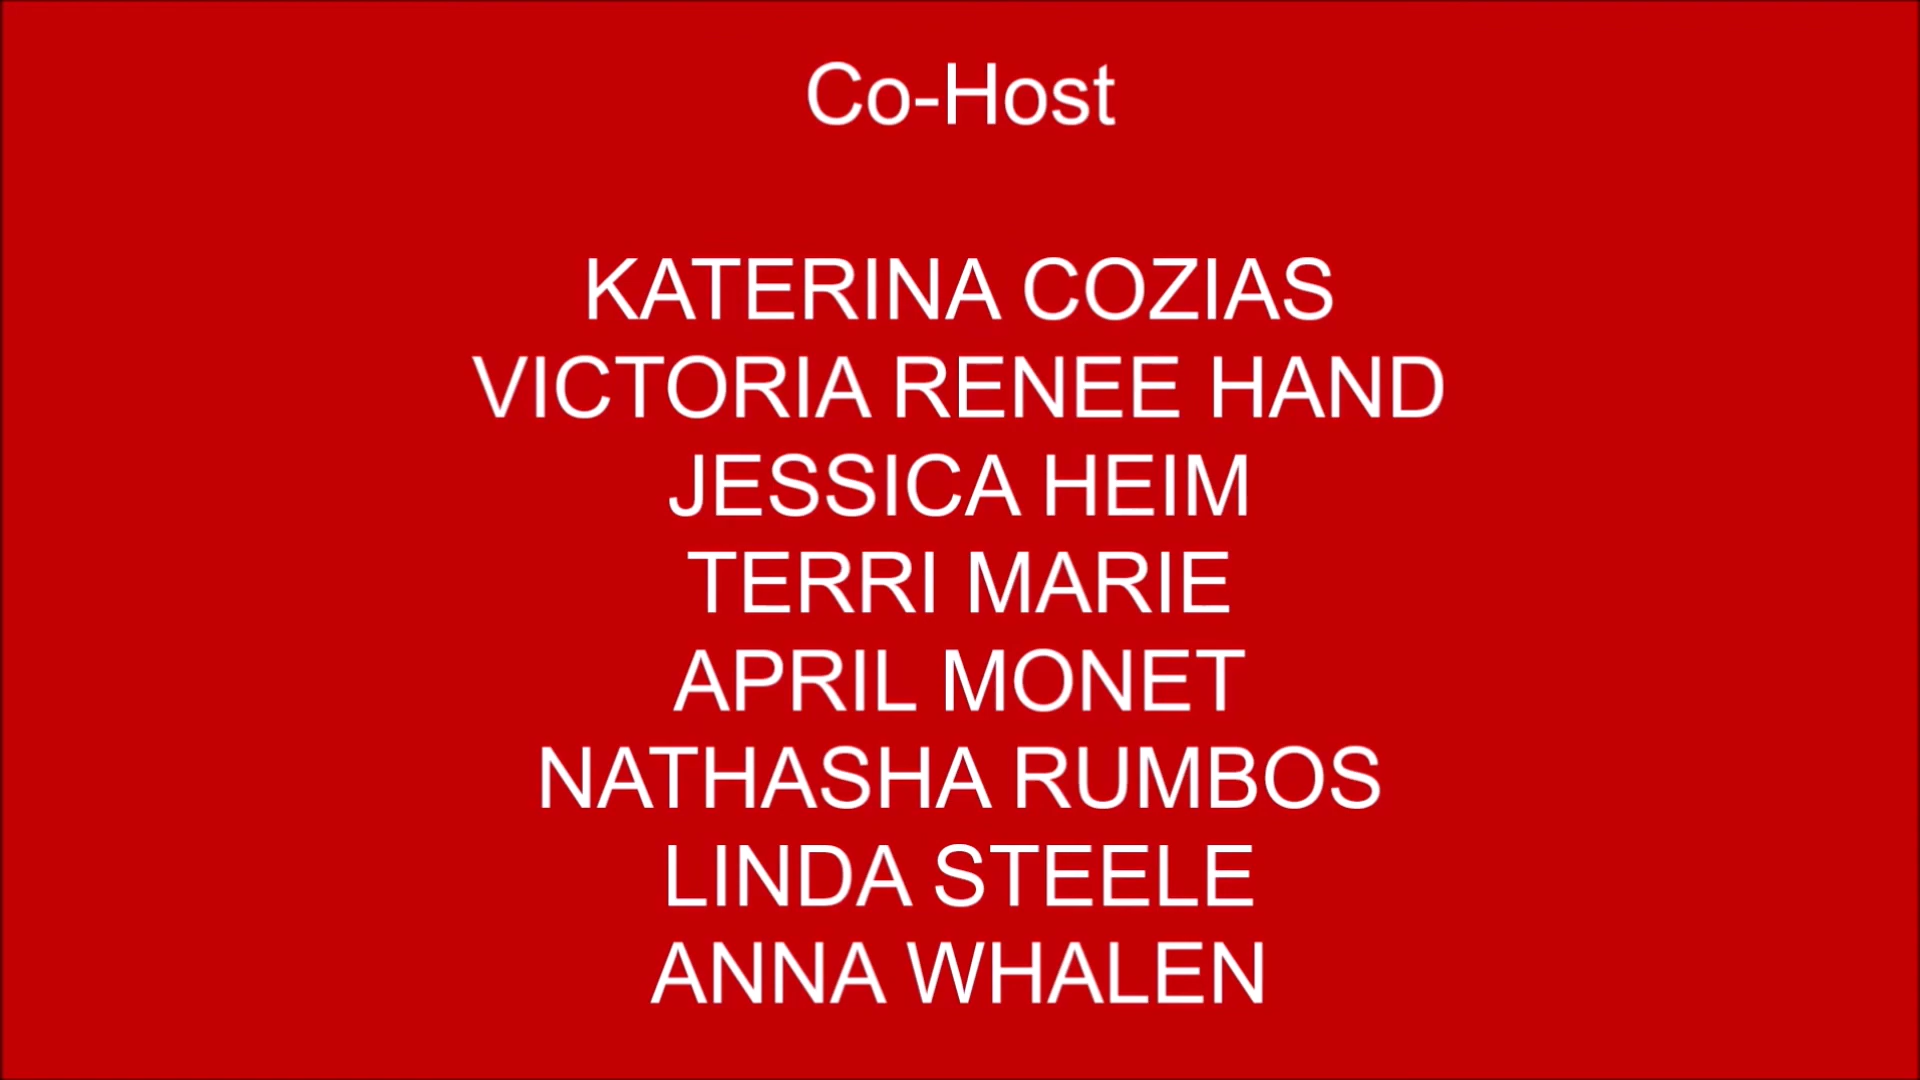 Co-Host
KATERINA COZIAS
VICTORIA RENEE HAND
JESSICA HEIM
TERRI MARIE
APRIL MONET
NATHASHA RUMBOS
LINDA STEELE
ANNA WHALEN